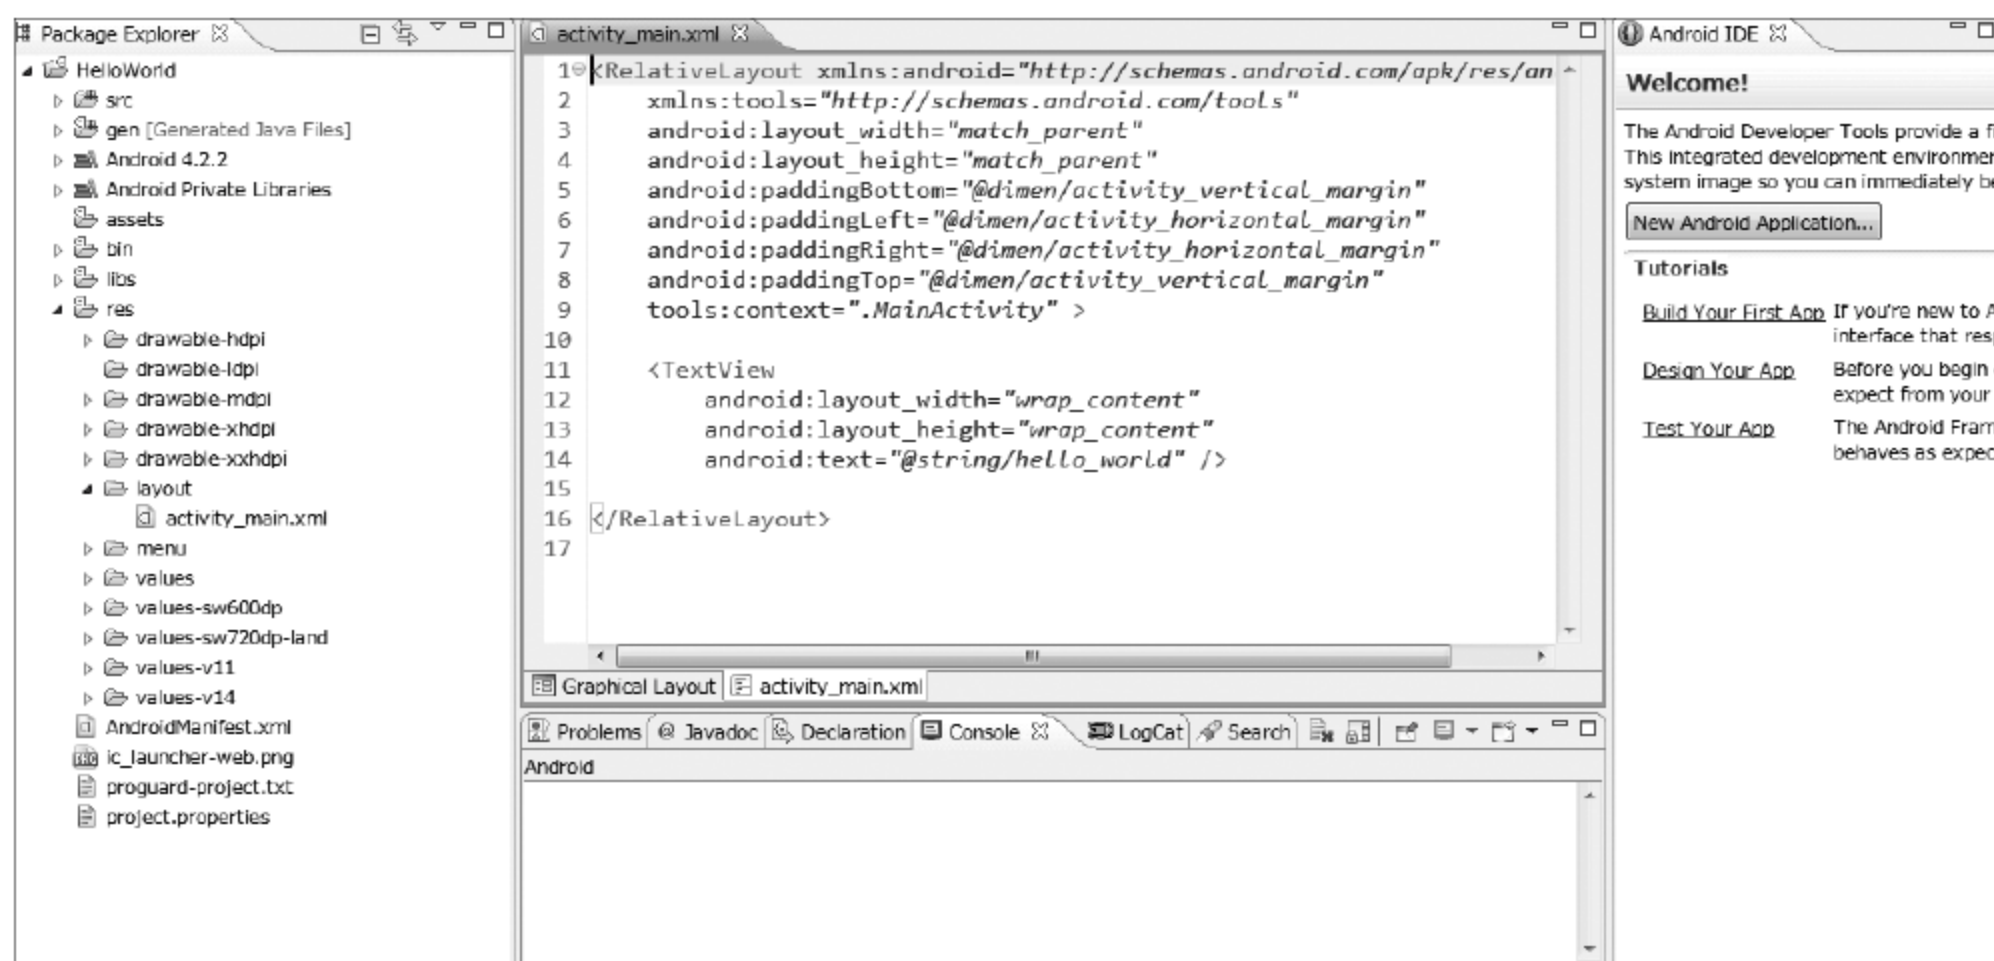 Package Explorer
HelloWorld
src
gen [Generated Java Files]
Android 4.2.2
Android Private Libraries
assets
bin
libs
res
drawable-hdpi
drawable-ldpi
drawable-mdpi
drawable-xhdpi
drawable-xxhdpi
layout
activity_main.xml
menu
values
values-sw600dp
values-sw720dp-land
values-v11
values-v14
AndroidManifest.xml
ic_launcher-web.png
proguard-project.txt
project.properties
activity_main.xml
1 <RelativeLayout xmlns:android="http://schemas.android.com/apk/res/an
2 xmlns:tools="http://schemas.android.com/tools"
3 android:layout_width="match_parent"
4 android:layout_height="match_parent"
5 android:paddingBottom="@dimen/activity_vertical_margin"
6 android:paddingLeft="@dimen/activity_horizontal_margin"
7 android:paddingRight="@dimen/activity_horizontal_margin"
8 android:paddingTop="@dimen/activity_vertical_margin"
9 tools:context=".MainActivity" >
10
11 <TextView
12 android:layout_width="wrap_content"
13 android:layout_height="wrap_content"
14 android:text="@string/hello_world" />
15
16 </RelativeLayout>
17
Graphical Layout activity_main.xml
Problems @ Javadoc Declaration Console LogCat Search
Android
Android IDE
Welcome!
The Android Developer Tools provide a fi
This integrated development environmen
system image so you can immediately be
New Android Application...
Tutorials
Build Your First App If you're new to A
interface that resp
Design Your App Before you begin
expect from your
Test Your App The Android Fram
behaves as expec